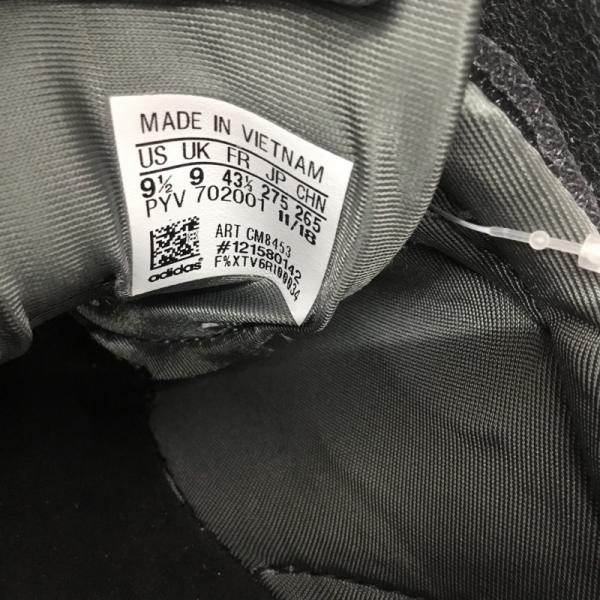 MADE IN VIETNAM
US UK FR JP CHN
9½ 9 43⅓ 275 265
PYV 702001 11/18
ART CM8453
#121580142
F%XTV6R100034
adidas